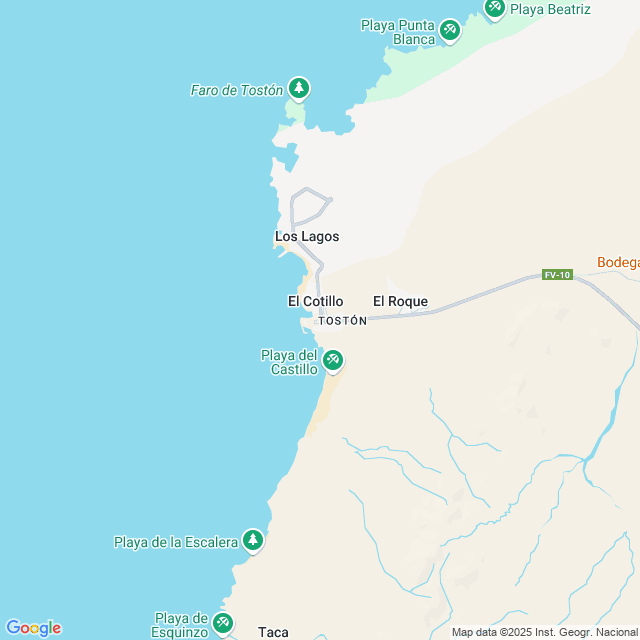 Playa Beatriz
Playa Punta
Blanca
Faro de Tostón
Los Lagos
Bodega
FV-10
El Cotillo
El Roque
TOSTÓN
Playa del
Castillo
Playa de la Escalera
Playa de
Esquinzo
Taca
Google
Map data ©2025 Inst. Geogr. Nacional